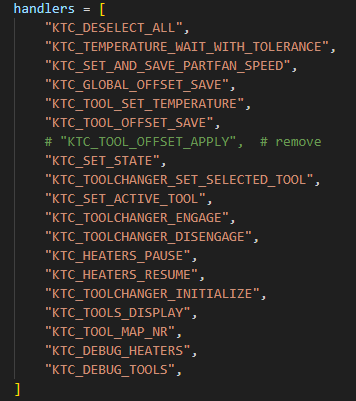 handlers = [
    "KTC_DESELECT_ALL",
    "KTC_TEMPERATURE_WAIT_WITH_TOLERANCE",
    "KTC_SET_AND_SAVE_PARTFAN_SPEED",
    "KTC_GLOBAL_OFFSET_SAVE",
    "KTC_TOOL_SET_TEMPERATURE",
    "KTC_TOOL_OFFSET_SAVE",
    # "KTC_TOOL_OFFSET_APPLY",  # remove
    "KTC_SET_STATE",
    "KTC_TOOLCHANGER_SET_SELECTED_TOOL",
    "KTC_SET_ACTIVE_TOOL",
    "KTC_TOOLCHANGER_ENGAGE",
    "KTC_TOOLCHANGER_DISENGAGE",
    "KTC_HEATERS_PAUSE",
    "KTC_HEATERS_RESUME",
    "KTC_TOOLCHANGER_INITIALIZE",
    "KTC_TOOLS_DISPLAY",
    "KTC_TOOL_MAP_NR",
    "KTC_DEBUG_HEATERS",
    "KTC_DEBUG_TOOLS",
]